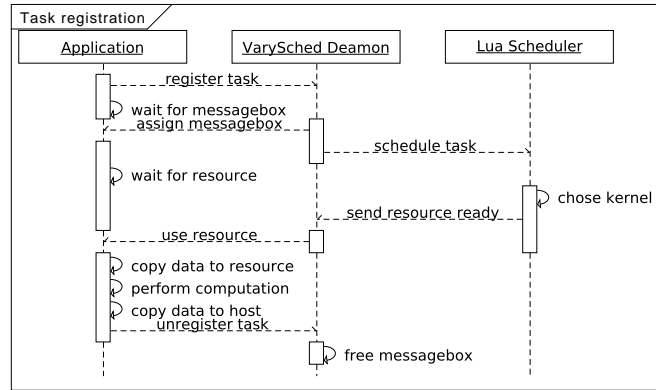 Task registration
Application
VarySched Deamon
Lua Scheduler
register task
wait for messagebox
assign messagebox
schedule task
wait for resource
chose kernel
send resource ready
use resource
copy data to resource
perform computation
copy data to host
unregister task
free messagebox